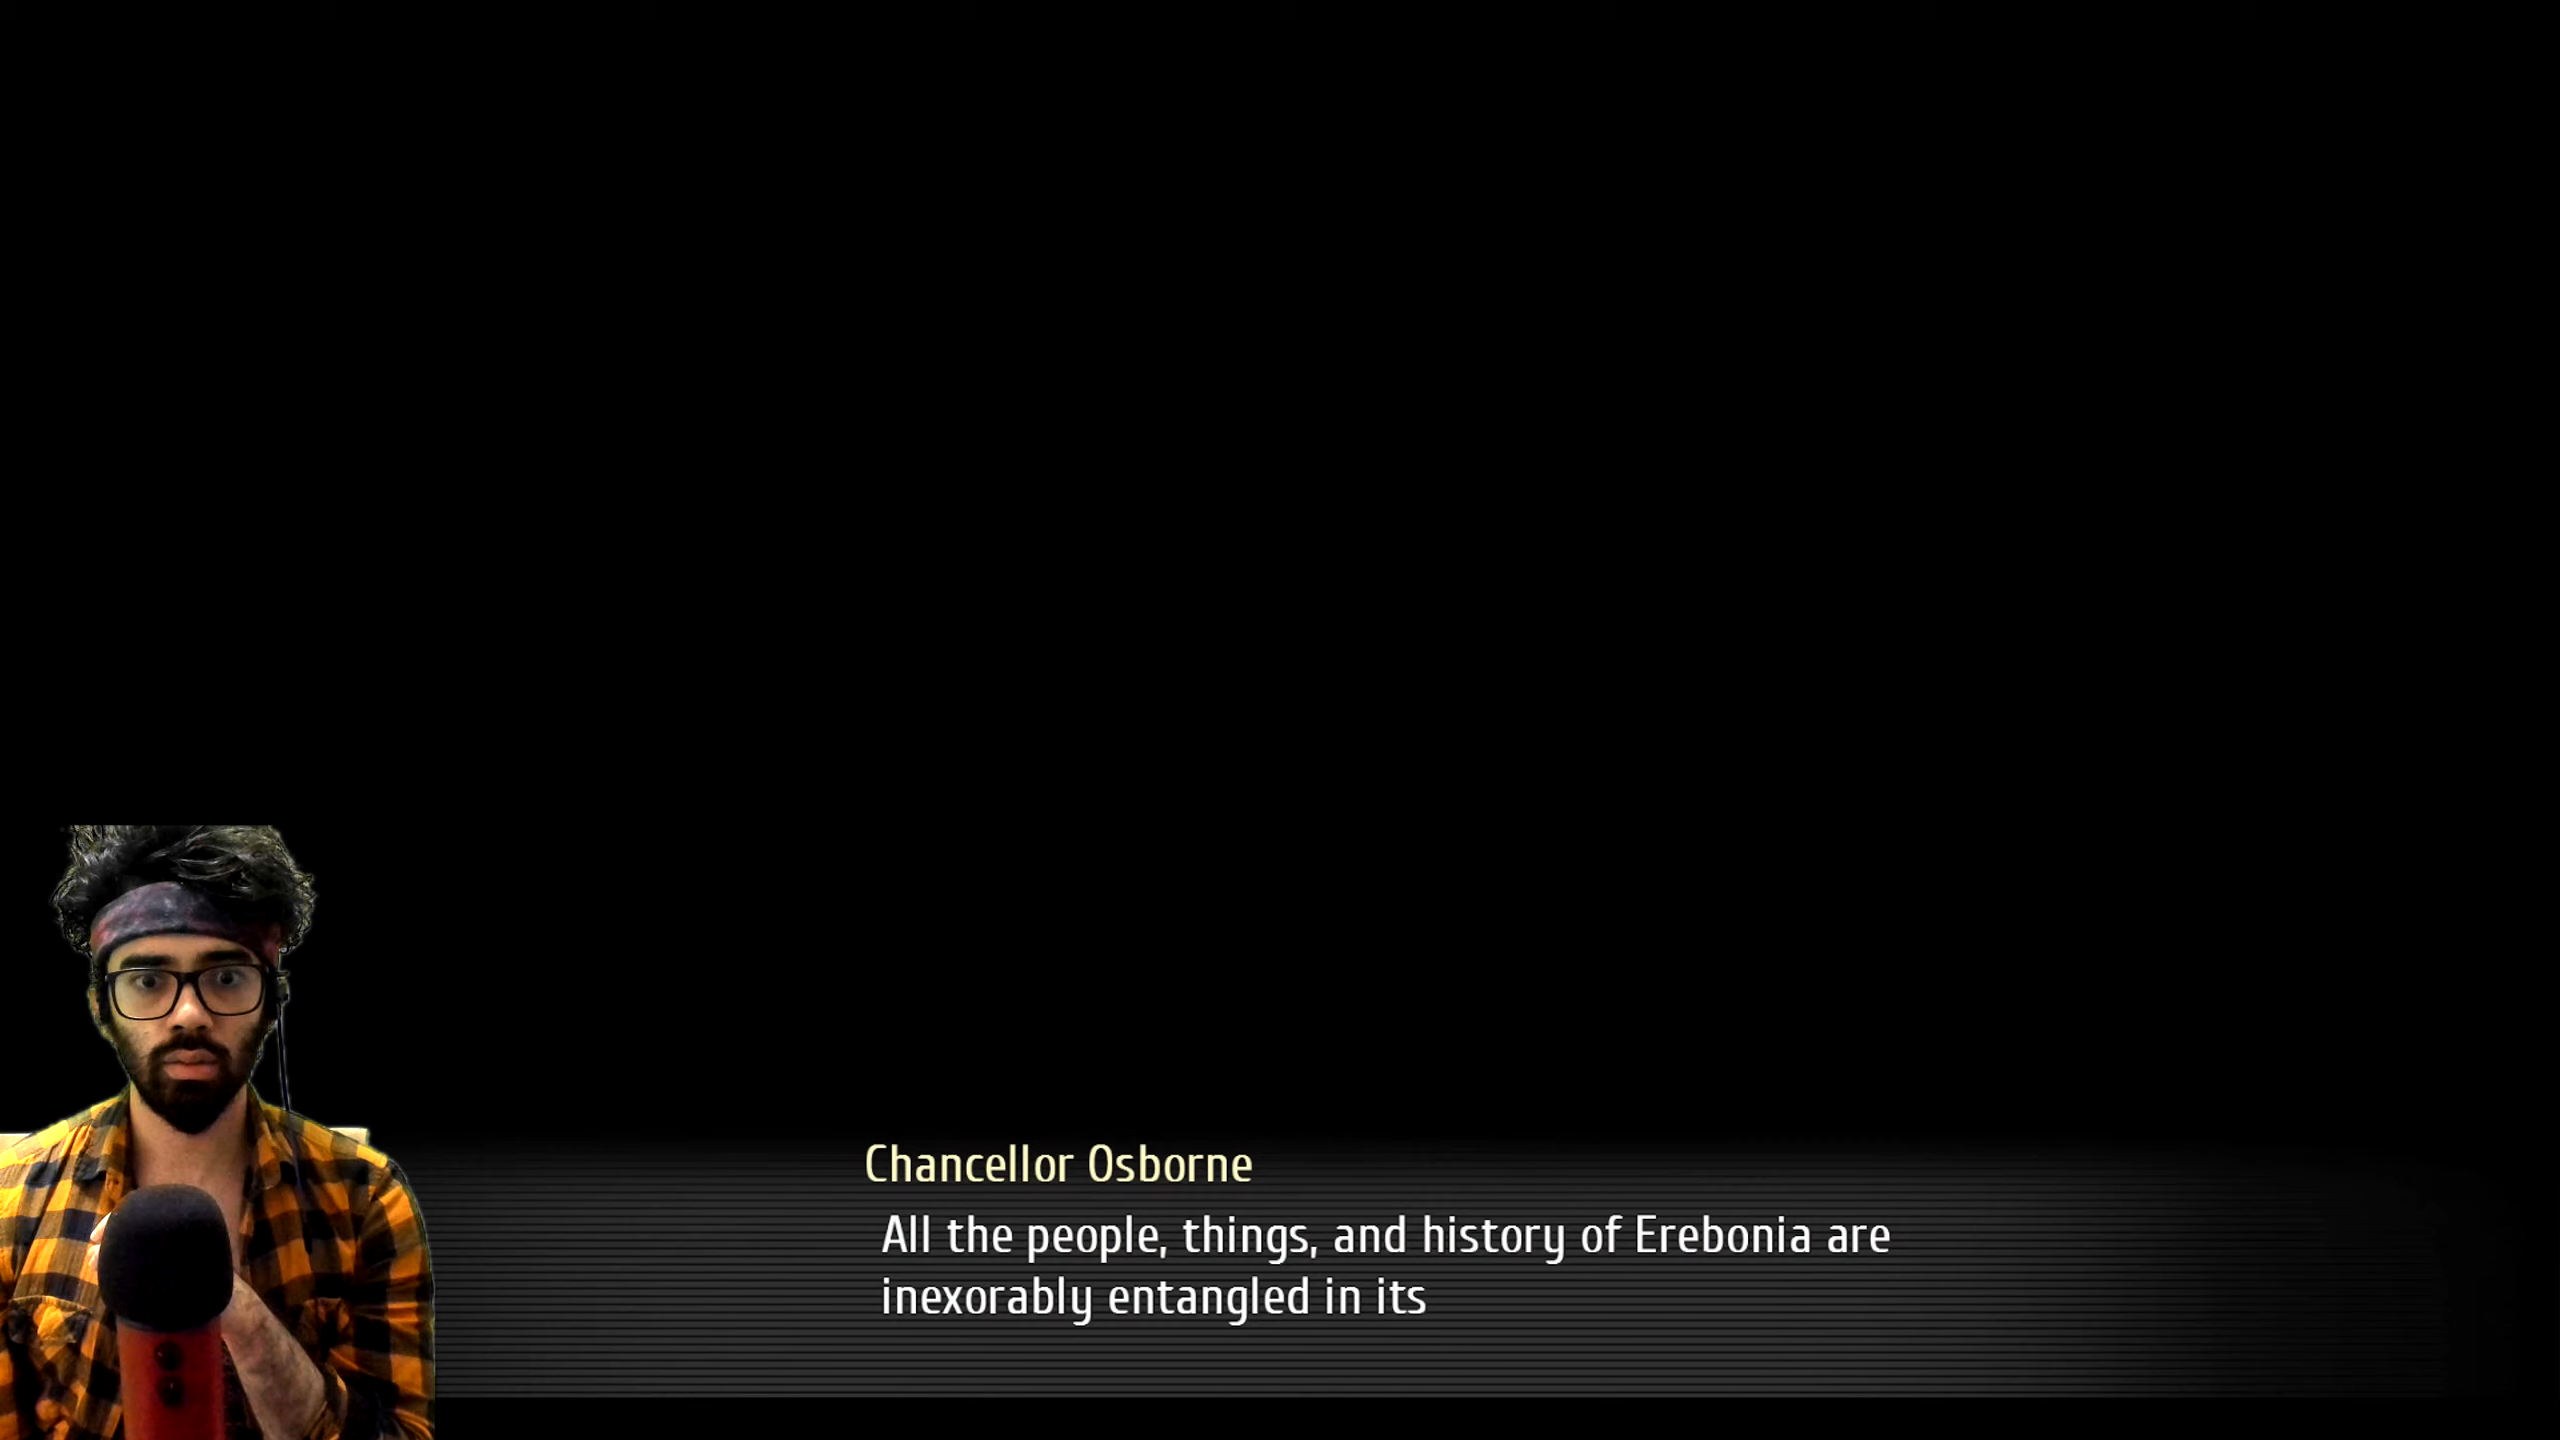 Chancellor Osborne
All the people, things, and history of Erebonia are
inexorably entangled in its